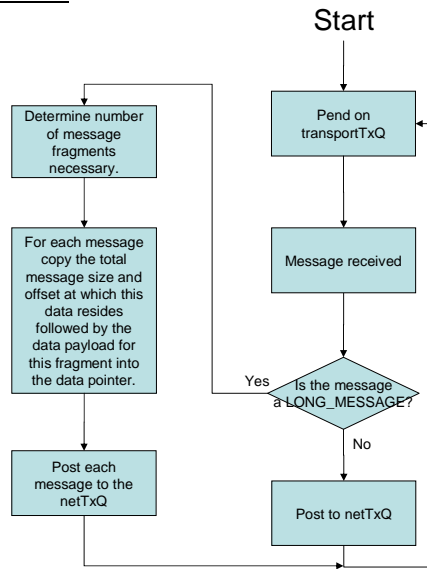 Start
Pend on
transportTxQ
Message received
Is the message
a LONG_MESSAGE?
Yes
No
Determine number
of message
fragments
necessary.
For each message
copy the total
message size and
offset at which this
data resides
followed by the
data payload for
this fragment into
the data pointer.
Post each
message to the
netTxQ
Post to netTxQ